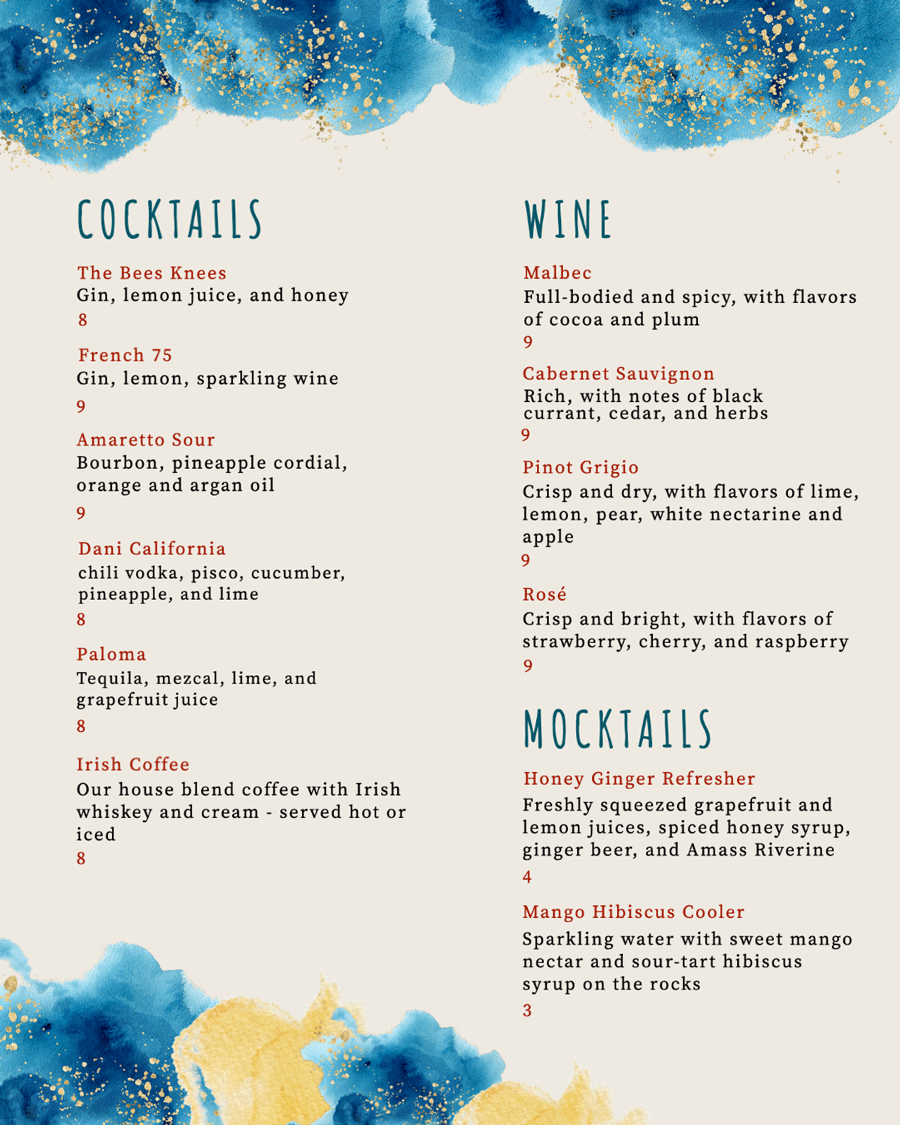 COCKTAILS
The Bees Knees
Gin, lemon juice, and honey
8
French 75
Gin, lemon, sparkling wine
9
Amaretto Sour
Bourbon, pineapple cordial,
orange and argan oil
9
Dani California
chili vodka, pisco, cucumber,
pineapple, and lime
8
Paloma
Tequila, mezcal, lime, and
grapefruit juice
8
Irish Coffee
Our house blend coffee with Irish
whiskey and cream - served hot or
iced
8
WINE
Malbec
Full-bodied and spicy, with flavors
of cocoa and plum
9
Cabernet Sauvignon
Rich, with notes of black
currant, cedar, and herbs
9
Pinot Grigio
Crisp and dry, with flavors of lime,
lemon, pear, white nectarine and
apple
9
Rosé
Crisp and bright, with flavors of
strawberry, cherry, and raspberry
9
MOCKTAILS
Honey Ginger Refresher
Freshly squeezed grapefruit and
lemon juices, spiced honey syrup,
ginger beer, and Amass Riverine
4
Mango Hibiscus Cooler
Sparkling water with sweet mango
nectar and sour-tart hibiscus
syrup on the rocks
3